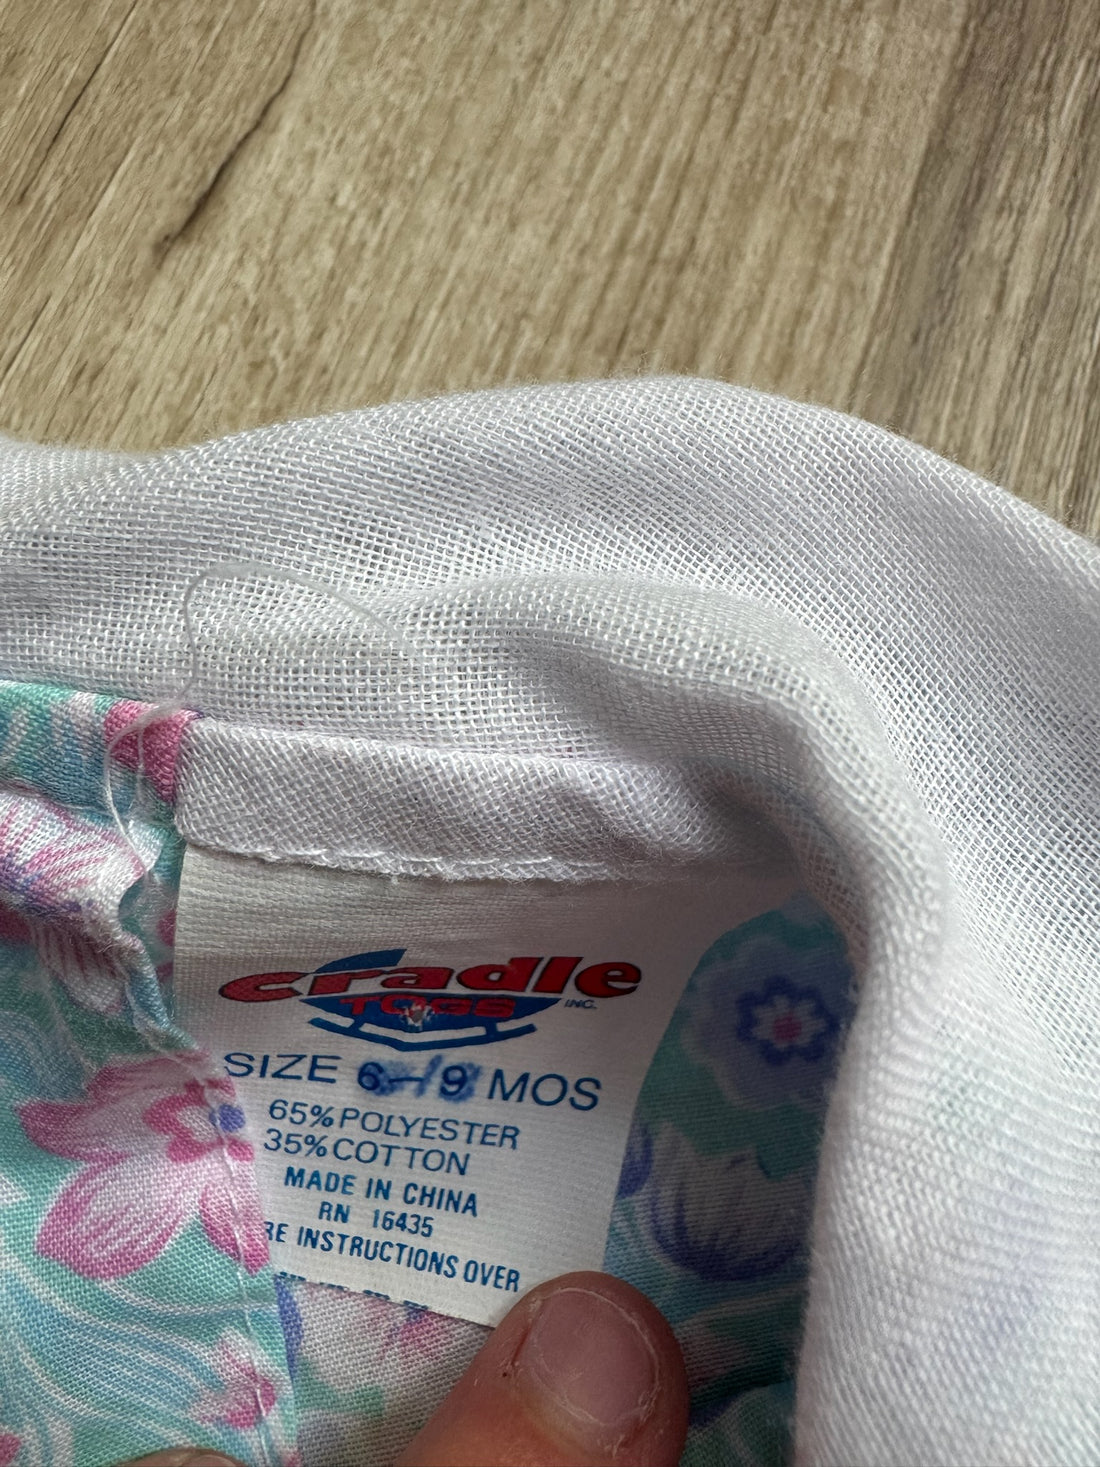 cradle
TOGS INC.
SIZE 6-9 MOS
65% POLYESTER
35% COTTON
MADE IN CHINA
RN 16435
RE INSTRUCTIONS OVER